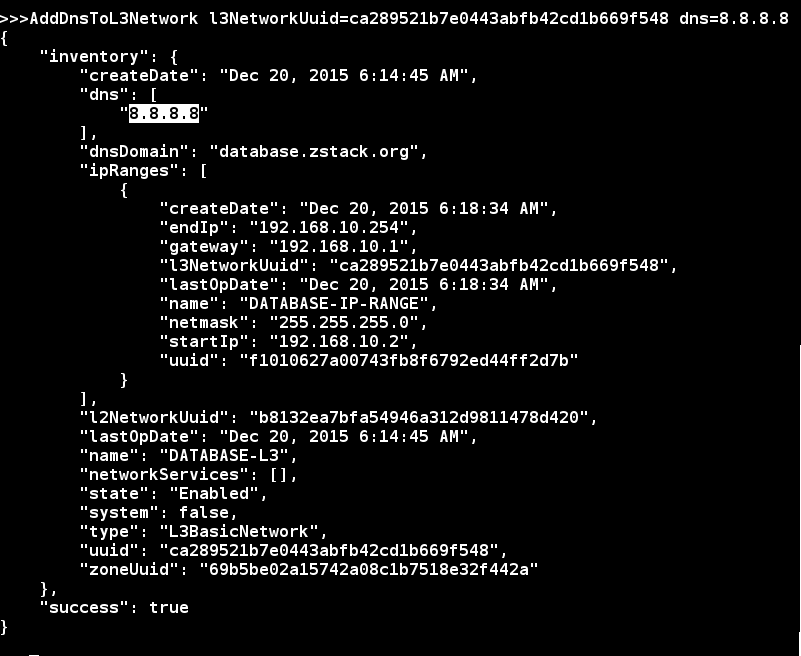 >>>AddDnsToL3Network l3NetworkUuid=ca289521b7e0443abfb42cd1b669f548 dns=8.8.8.8
{
    "inventory": {
        "createDate": "Dec 20, 2015 6:14:45 AM",
        "dns": [
            "8.8.8.8"
        ],
        "dnsDomain": "database.zstack.org",
        "ipRanges": [
            {
                "createDate": "Dec 20, 2015 6:18:34 AM",
                "endIp": "192.168.10.254",
                "gateway": "192.168.10.1",
                "l3NetworkUuid": "ca289521b7e0443abfb42cd1b669f548",
                "lastOpDate": "Dec 20, 2015 6:18:34 AM",
                "name": "DATABASE-IP-RANGE",
                "netmask": "255.255.255.0",
                "startIp": "192.168.10.2",
                "uuid": "f1010627a00743fb8f6792ed44ff2d7b"
            }
        ],
        "l2NetworkUuid": "b8132ea7bfa54946a312d9811478d420",
        "lastOpDate": "Dec 20, 2015 6:14:45 AM",
        "name": "DATABASE-L3",
        "networkServices": [],
        "state": "Enabled",
        "system": false,
        "type": "L3BasicNetwork",
        "uuid": "ca289521b7e0443abfb42cd1b669f548",
        "zoneUuid": "69b5be02a15742a08c1b7518e32f442a"
    },
    "success": true
}